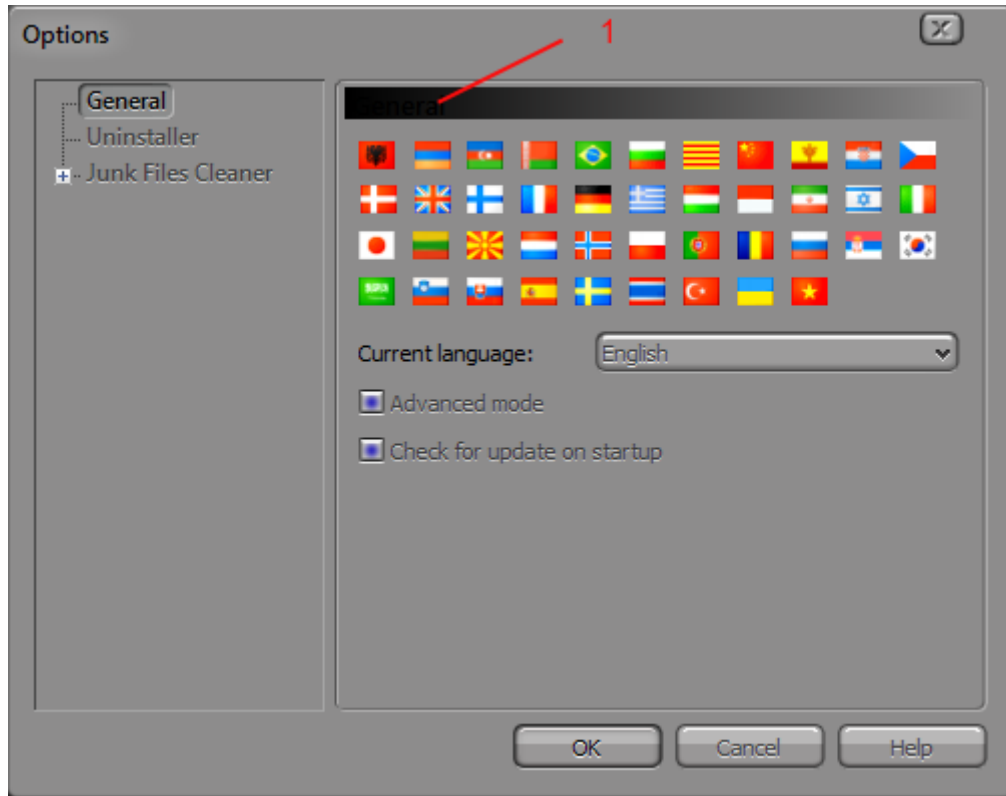 Options
1
General
Uninstaller
Junk Files Cleaner
General
Current language:
English
Advanced mode
Check for update on startup
OK
Cancel
Help